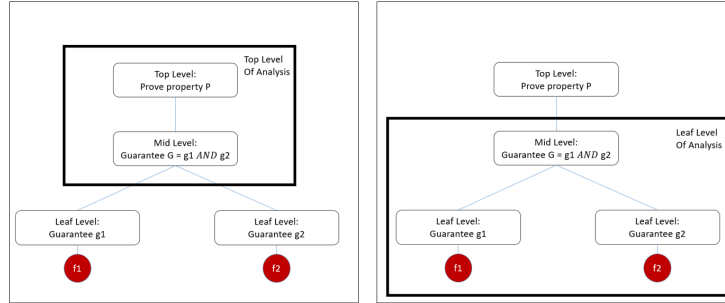 Top Level
Of Analysis
Top Level:
Prove property P
Mid Level:
Guarantee G = g1 AND g2
Leaf Level:
Guarantee g1
Leaf Level:
Guarantee g2
f1
f2
Top Level:
Prove property P
Leaf Level
Of Analysis
Mid Level:
Guarantee G = g1 AND g2
Leaf Level:
Guarantee g1
Leaf Level:
Guarantee g2
f1
f2